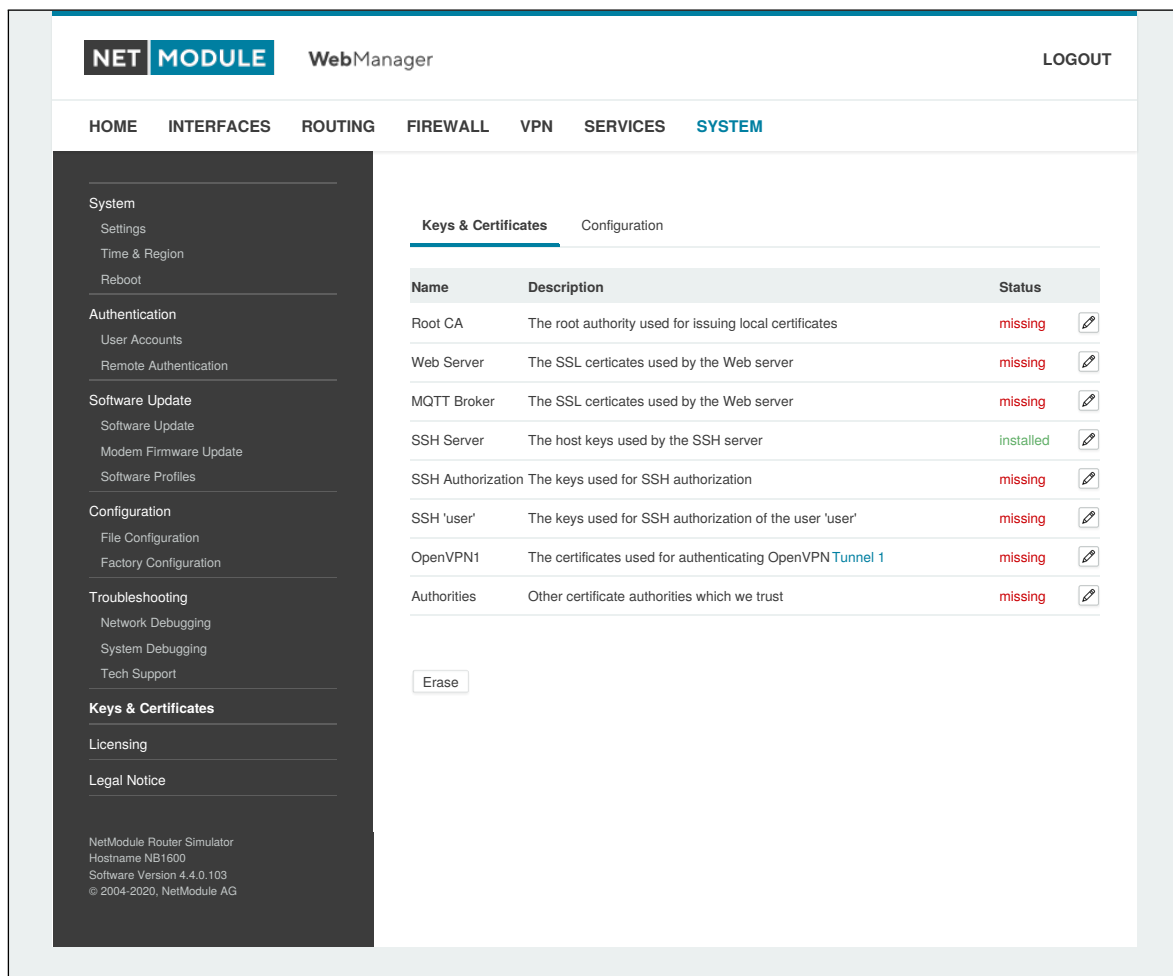 NET MODULE WebManager LOGOUT
HOME INTERFACES ROUTING FIREWALL VPN SERVICES SYSTEM
System
Settings
Time & Region
Reboot
Authentication
User Accounts
Remote Authentication
Software Update
Software Update
Modem Firmware Update
Software Profiles
Configuration
File Configuration
Factory Configuration
Troubleshooting
Network Debugging
System Debugging
Tech Support
Keys & Certificates
Licensing
Legal Notice
NetModule Router Simulator
Hostname NB1600
Software Version 4.4.0.103
© 2004-2020, NetModule AG
Keys & Certificates Configuration
Name Description Status
Root CA The root authority used for issuing local certificates missing
Web Server The SSL certicates used by the Web server missing
MQTT Broker The SSL certicates used by the Web server missing
SSH Server The host keys used by the SSH server installed
SSH Authorization The keys used for SSH authorization missing
SSH 'user' The keys used for SSH authorization of the user 'user' missing
OpenVPN1 The certificates used for authenticating OpenVPN Tunnel 1 missing
Authorities Other certificate authorities which we trust missing
Erase